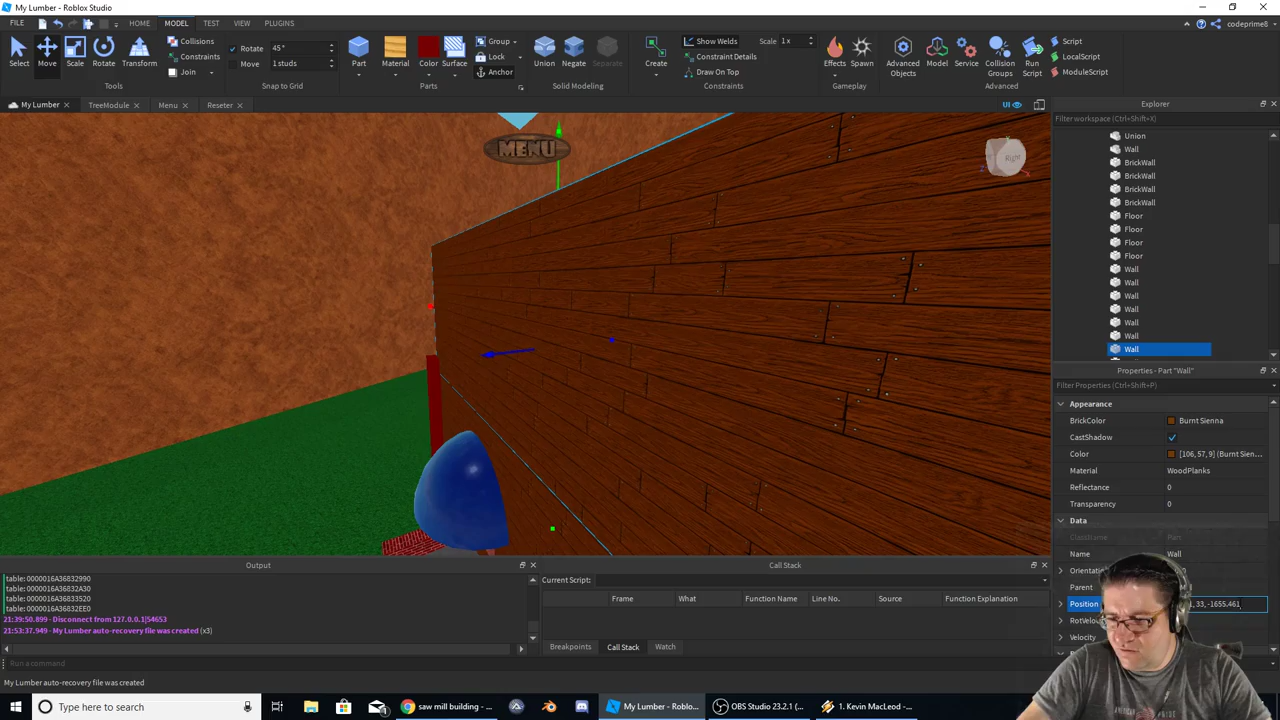 My Lumber - Roblox Studio
FILE HOME MODEL TEST VIEW PLUGINS codeprime8
Select Move Scale Rotate Transform
Collisions
Constraints
Join
Tools
Rotate 45°
Move 1 studs
Snap to Grid
Part Material Color Surface
Group
Lock
Anchor
Parts
Union Negate Separate
Solid Modeling
Create
Show Welds Scale 1 x
Constraint Details
Draw On Top
Constraints
Effects Spawn
Gameplay
Advanced Objects Model Service Collision Groups Run Script
Script
LocalScript
ModuleScript
Advanced
My Lumber TreeModule Menu Reseter UI
MENU
Right
Explorer
Filter workspace (Ctrl+Shift+X)
Union
Wall
BrickWall
BrickWall
BrickWall
BrickWall
Floor
Floor
Floor
Floor
Wall
Wall
Wall
Wall
Wall
Wall
Wall
Properties - Part "Wall"
Filter Properties (Ctrl+Shift+P)
Appearance
BrickColor Burnt Sienna
CastShadow
Color [106, 57, 9] (Burnt Sien...
Material WoodPlanks
Reflectance 0
Transparency 0
Data
ClassName Part
Name Wall
Parent
Position 33, -1655.461
Velocity
Output
table: 0000016A36832990
table: 0000016A36832A30
table: 0000016A36833520
table: 0000016A36832EE0
21:39:50.899 - Disconnect from 127.0.0.1|54653
21:53:37.949 - My Lumber auto-recovery file was created (x3)
Call Stack
Current Script:
Frame What Function Name Line No. Source Function Explanation
Breakpoints Call Stack Watch
Run a command
My Lumber auto-recovery file was created
Type here to search
saw mill building - ...
My Lumber - Roblo...
OBS Studio 23.2.1 (...
1. Kevin MacLeod - ...